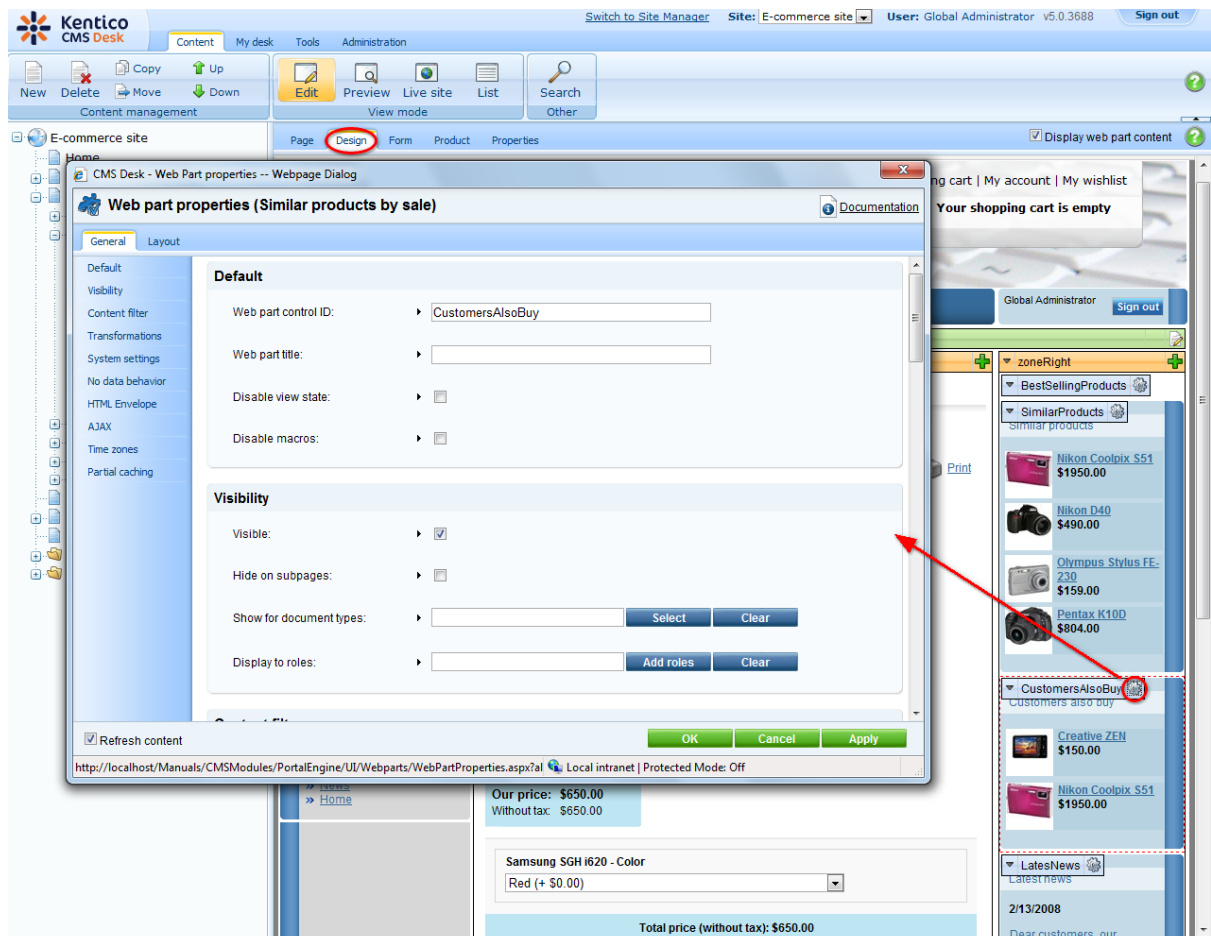 Kentico
CMS Desk
Switch to Site Manager Site: E-commerce site User: Global Administrator v5.0.3688 Sign out
Content My desk Tools Administration
New Delete Copy Move Up Down
Content management
Edit Preview Live site List
View mode
Search
Other
E-commerce site
Home
Page Design Form Product Properties
Display web part content
CMS Desk - Web Part properties -- Webpage Dialog
Web part properties (Similar products by sale)
Documentation
General Layout
Default
Visibility
Content filter
Transformations
System settings
No data behavior
HTML Envelope
AJAX
Time zones
Partial caching
Default
Web part control ID: CustomersAlsoBuy
Web part title:
Disable view state:
Disable macros:
Visibility
Visible:
Hide on subpages:
Show for document types: Select Clear
Display to roles: Add roles Clear
Refresh content
OK Cancel Apply
http://localhost/Manuals/CMSModules/PortalEngine/UI/Webparts/WebPartProperties.aspx?al Local intranet | Protected Mode: Off
ng cart | My account | My wishlist
Your shopping cart is empty
Global Administrator Sign out
zoneRight
BestSellingProducts
SimilarProducts
Similar products
Print
Nikon Coolpix S51
$1950.00
Nikon D40
$490.00
Olympus Stylus FE-
230
$159.00
Pentax K10D
$804.00
CustomersAlsoBuy
Customers also buy
Creative ZEN
$150.00
Nikon Coolpix S51
$1950.00
LatesNews
Latest news
2/13/2008
Dear customers, our
» News
» Home
Our price: $650.00
Without tax: $650.00
Samsung SGH i620 - Color
Red (+ $0.00)
Total price (without tax): $650.00